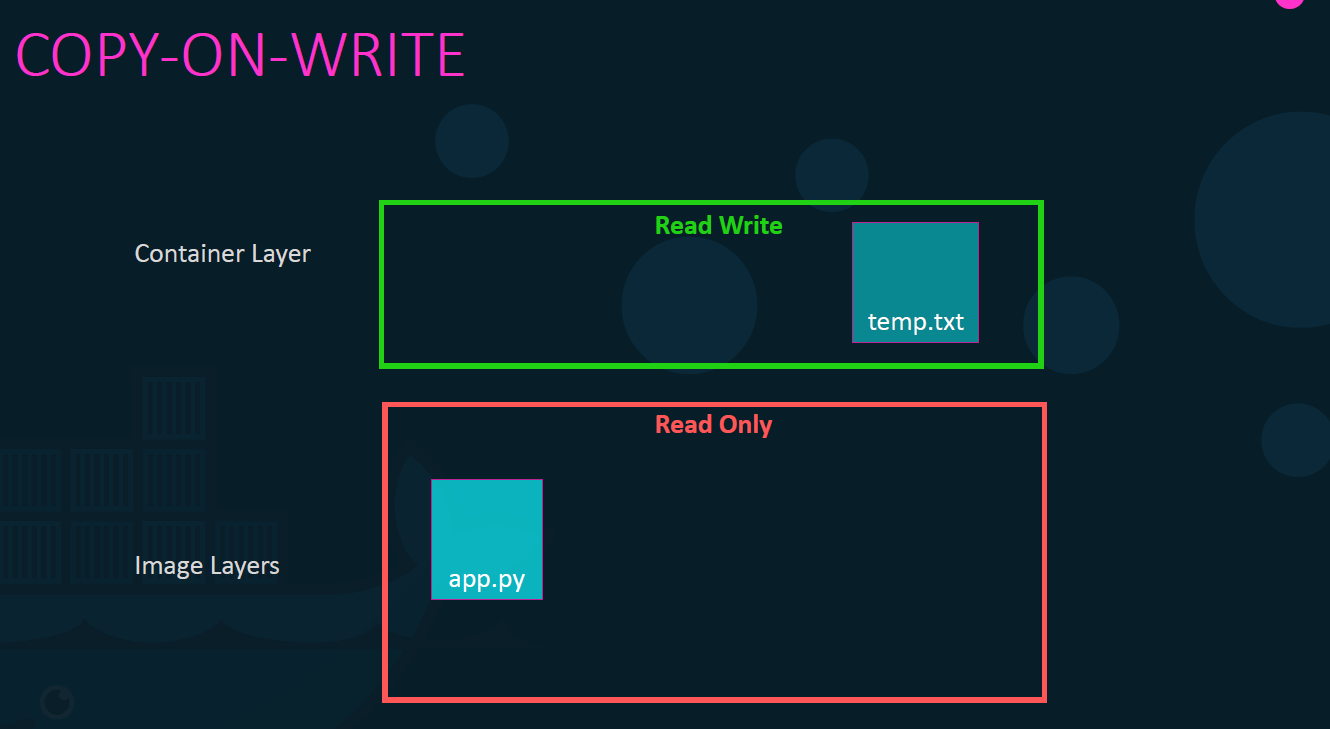 COPY-ON-WRITE
Read Write
Container Layer
temp.txt
Read Only
Image Layers
app.py